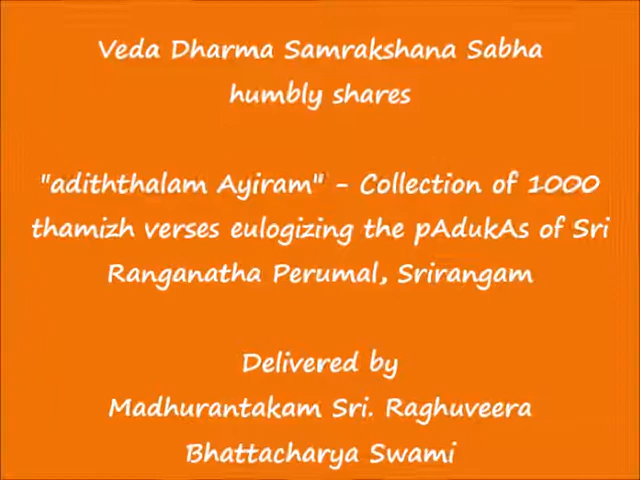 Veda Dharma Samrakshana Sabha
humbly shares
"adiththalam Ayiram" - Collection of 1000
thamizh verses eulogizing the pAdukAs of Sri
Ranganatha Perumal, Srirangam
Delivered by
Madhurantakam Sri. Raghuveera
Bhattacharya Swami